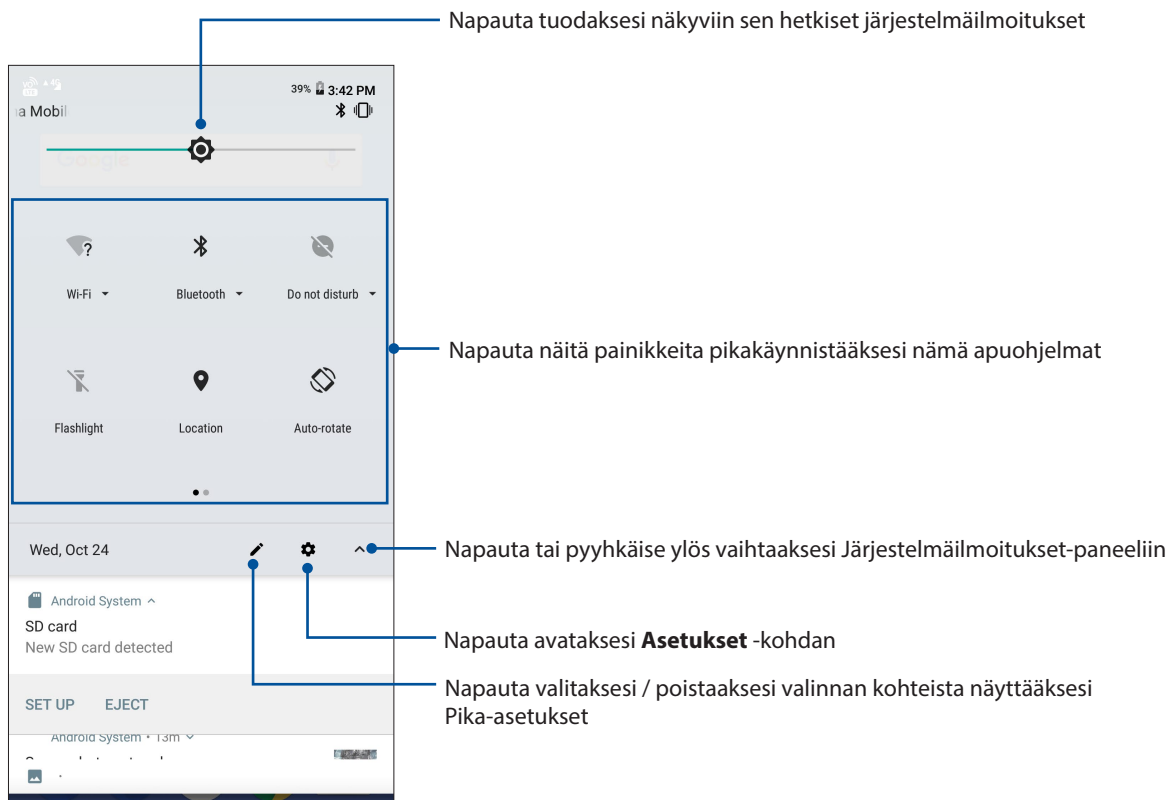 Napauta tuodaksesi näkyviin sen hetkiset järjestelmäilmoitukset
39% 3:42 PM
a Mobil
Google
Wi-Fi Bluetooth Do not disturb
Napauta näitä painikkeita pikakäynnistääksesi nämä apuohjelmat
Flashlight Location Auto-rotate
Wed, Oct 24
Napauta tai pyyhkäise ylös vaihtaaksesi Järjestelmäilmoitukset-paneeliin
Android System
SD card
New SD card detected
Napauta avataksesi Asetukset -kohdan
SET UP EJECT
Napauta valitaksesi / poistaaksesi valinnan kohteista näyttääksesi
Pika-asetukset
Android System • 13m